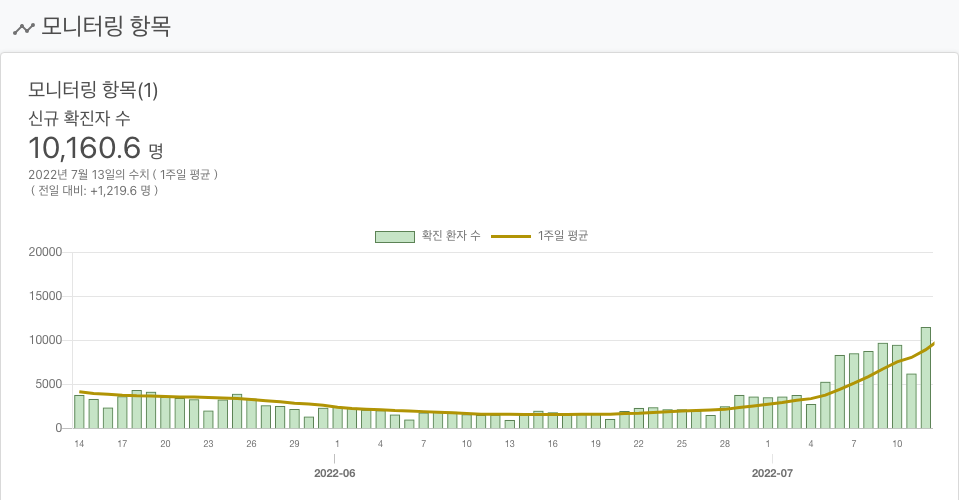 모니터링 항목
모니터링 항목(1)
신규 확진자 수
10,160.6 명
2022년 7월 13일의 수치 ( 1주일 평균 )
( 전일 대비: +1,219.6 명 )
확진 환자 수 1주일 평균
20000
15000
10000
5000
0
14 17 20 23 26 29 1 4 7 10 13 16 19 22 25 28 1 4 7 10
2022-06 2022-07